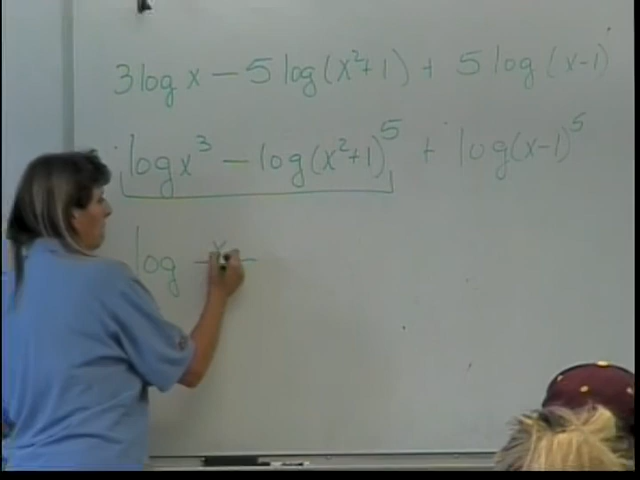 3 log x − 5 log(x²+1) + 5 log (x-1)
log x³ − log(x²+1)⁵ + log(x-1)⁵
log x